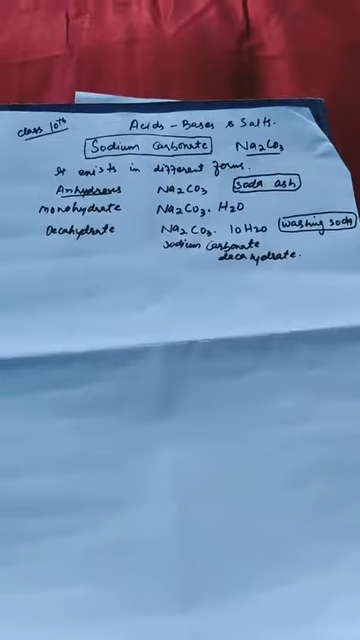 class 10th
Acids - Bases & Salts.
Sodium Carbonate Na2CO3
It exists in different forms.
Anhydrous Na2CO3 Soda ash
Monohydrate Na2CO3. H2O
Decahydrate Na2CO3. 10H2O Washing soda
Sodium Carbonate
decahydrate.